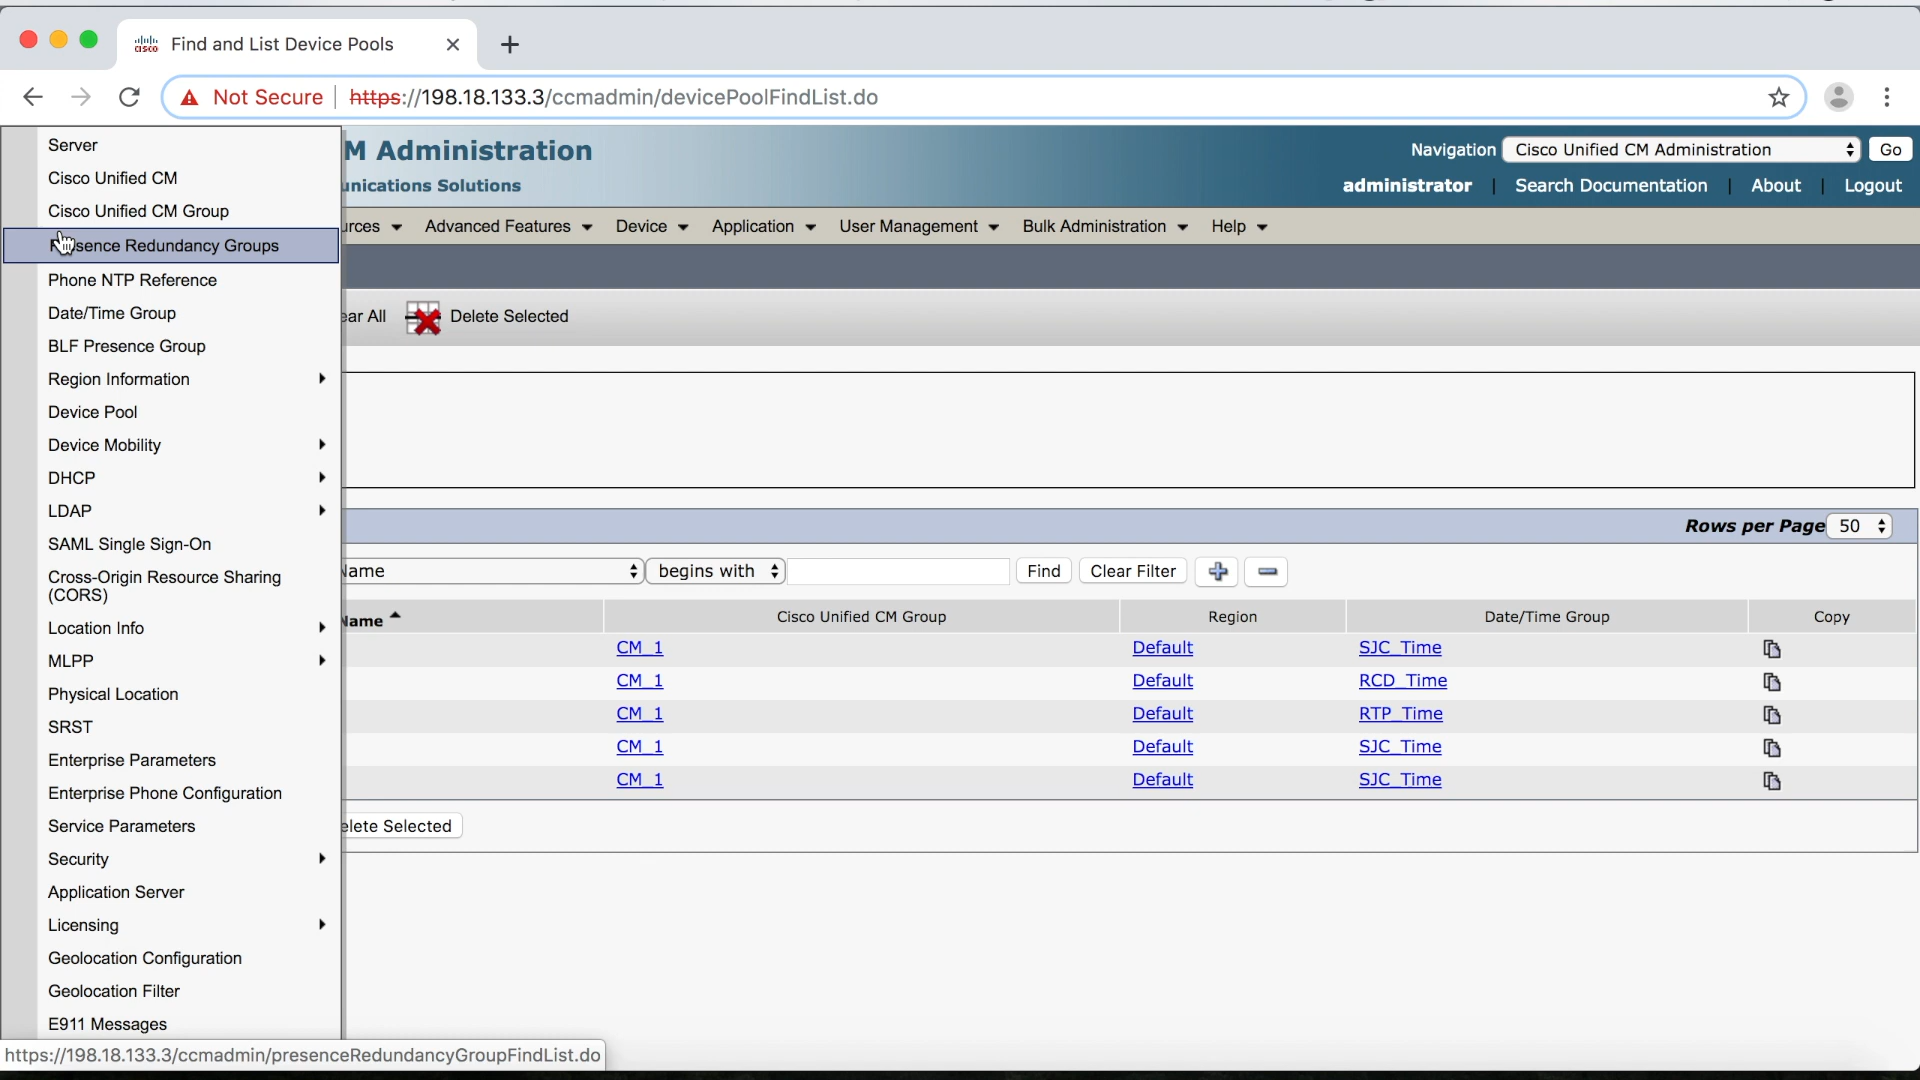 CISCO Find and List Device Pools
Not Secure https://198.18.133.3/ccmadmin/devicePoolFindList.do
Server
M Administration
Navigation Cisco Unified CM Administration Go
Cisco Unified CM
unications Solutions
administrator | Search Documentation | About | Logout
Cisco Unified CM Group
urces Advanced Features Device Application User Management Bulk Administration Help
Redundancy Groups
Phone NTP Reference
Date/Time Group
ear All Delete Selected
BLF Presence Group
Region Information
Device Pool
Device Mobility
DHCP
LDAP
Rows per Page 50
SAML Single Sign-On
Cross-Origin Resource Sharing
(CORS)
Name begins with Find Clear Filter
Location Info
Name Cisco Unified CM Group Region Date/Time Group Copy
CM_1 Default SJC_Time
MLPP
CM_1 Default RCD_Time
Physical Location
CM_1 Default RTP_Time
SRST
CM_1 Default SJC_Time
Enterprise Parameters
CM_1 Default SJC_Time
Enterprise Phone Configuration
Service Parameters
elete Selected
Security
Application Server
Licensing
Geolocation Configuration
Geolocation Filter
E911 Messages
https://198.18.133.3/ccmadmin/presenceRedundancyGroupFindList.do